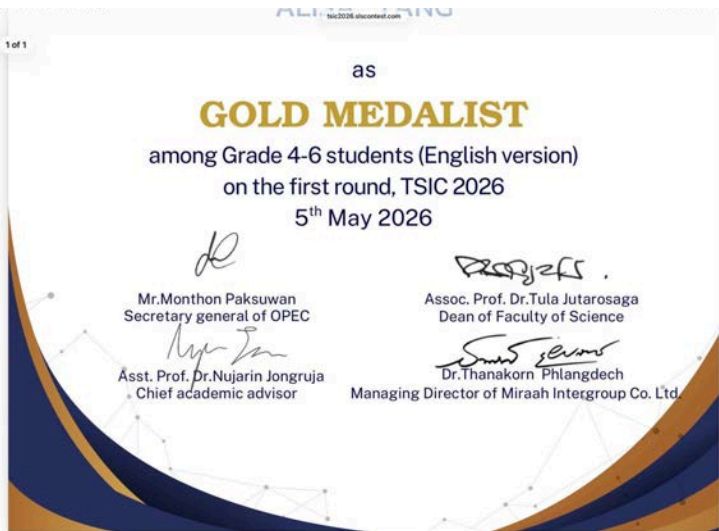 tsic2026.slscontest.com
1 of 1
as
GOLD MEDALIST
among Grade 4-6 students (English version)
on the first round, TSIC 2026
5th May 2026
Mr.Monthon Paksuwan
Secretary general of OPEC
Assoc. Prof. Dr.Tula Jutarosaga
Dean of Faculty of Science
Asst. Prof. Dr.Nujarin Jongruja
Chief academic advisor
Dr.Thanakorn Phlangdech
Managing Director of Miraah Intergroup Co. Ltd.